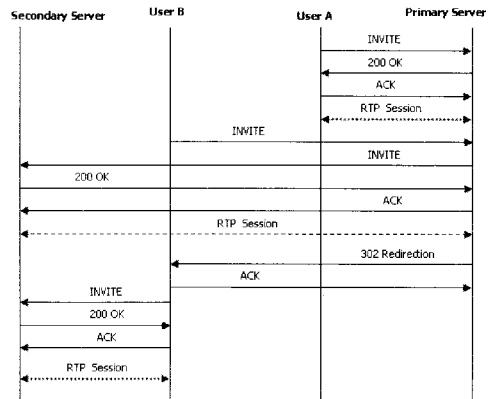 Secondary Server
User B
User A
Primary Server
INVITE
200 OK
ACK
RTP Session
INVITE
INVITE
200 OK
ACK
RTP Session
302 Redirection
ACK
INVITE
200 OK
ACK
RTP Session